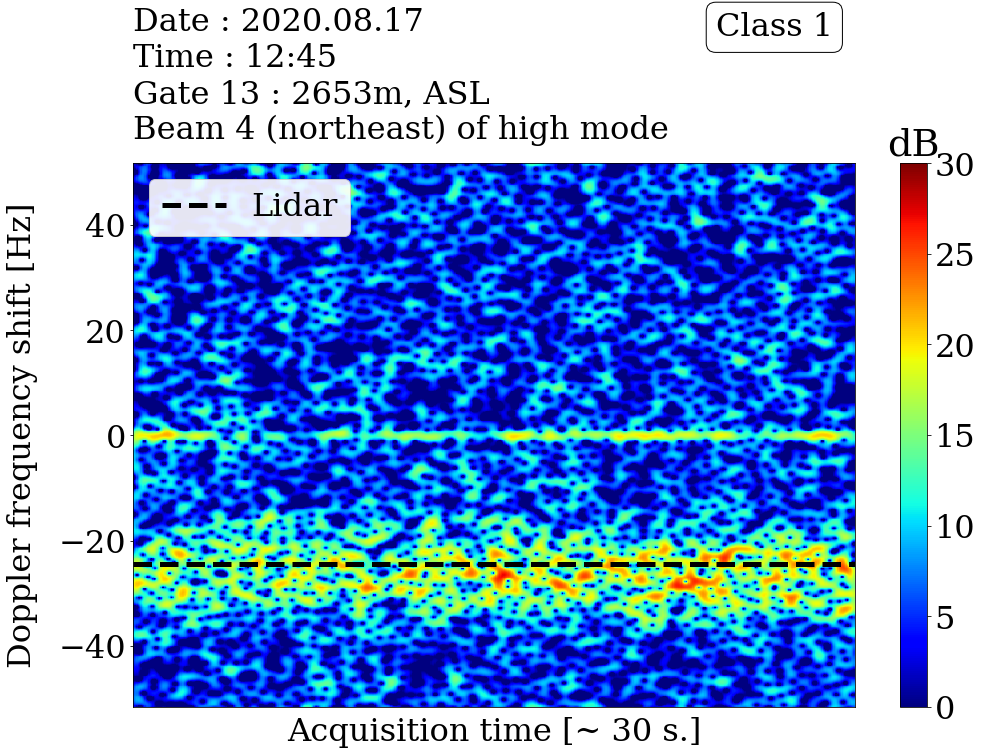 Date : 2020.08.17
Time : 12:45
Gate 13 : 2653m, ASL
Beam 4 (northeast) of high mode
Class 1
dB
Lidar
Doppler frequency shift [Hz]
40
20
0
−20
−40
Acquisition time [~ 30 s.]
30
25
20
15
10
5
0